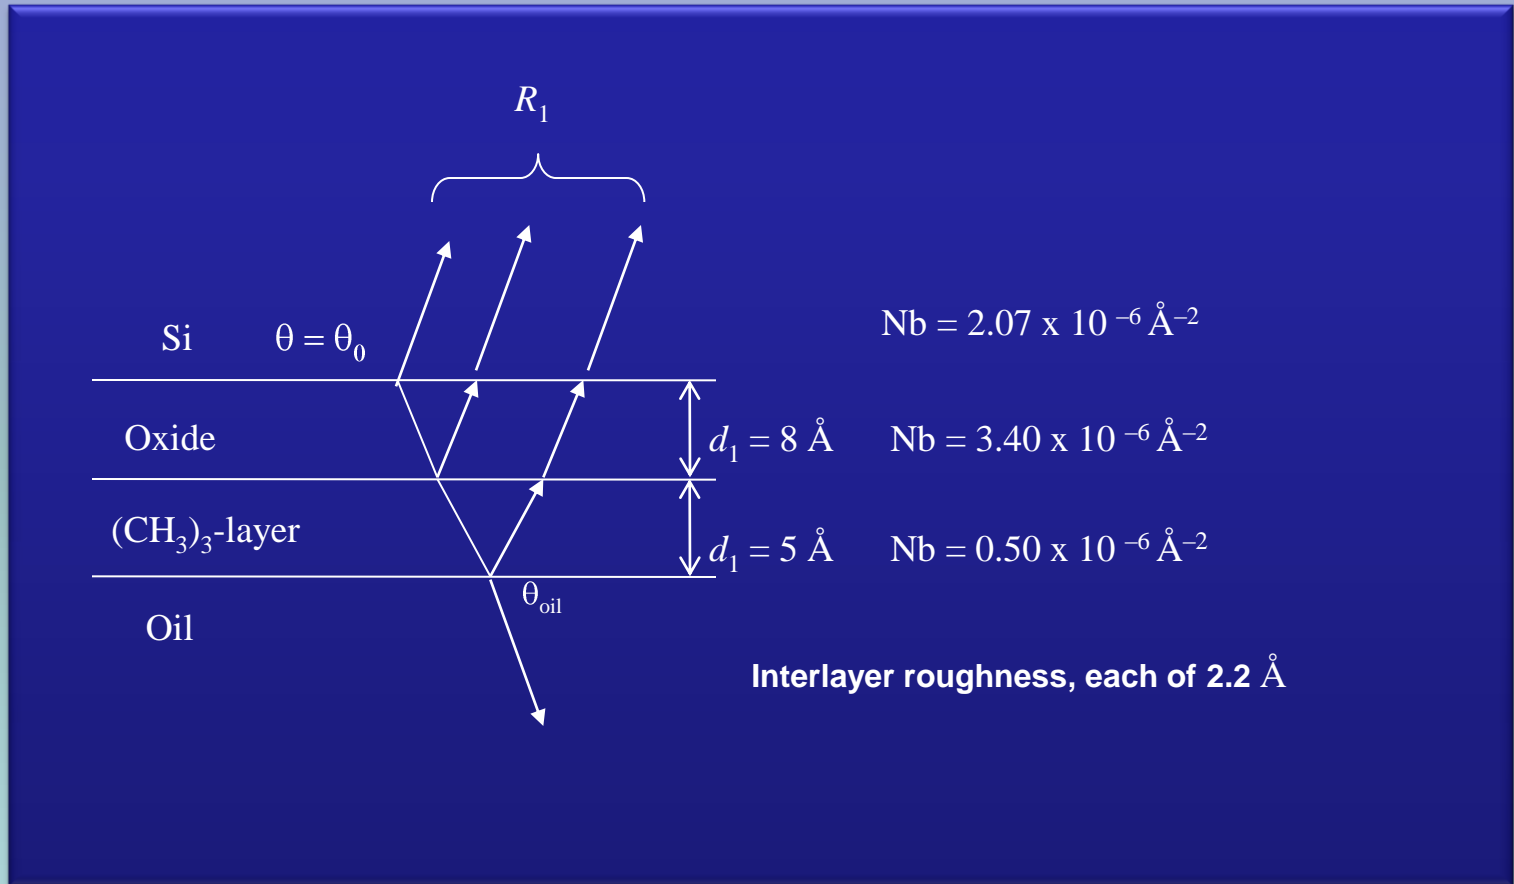 R₁
Nb = 2.07 x 10 ⁻⁶ Å⁻²
Si θ = θ₀
Oxide d₁ = 8 Å Nb = 3.40 x 10 ⁻⁶ Å⁻²
(CH₃)₃-layer d₁ = 5 Å Nb = 0.50 x 10 ⁻⁶ Å⁻²
θoil
Oil
Interlayer roughness, each of 2.2 Å